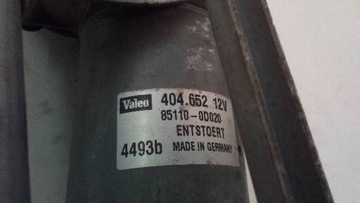 Valeo 404.652 12V
85110-0D020
ENTSTOERT
4493b MADE IN GERMANY